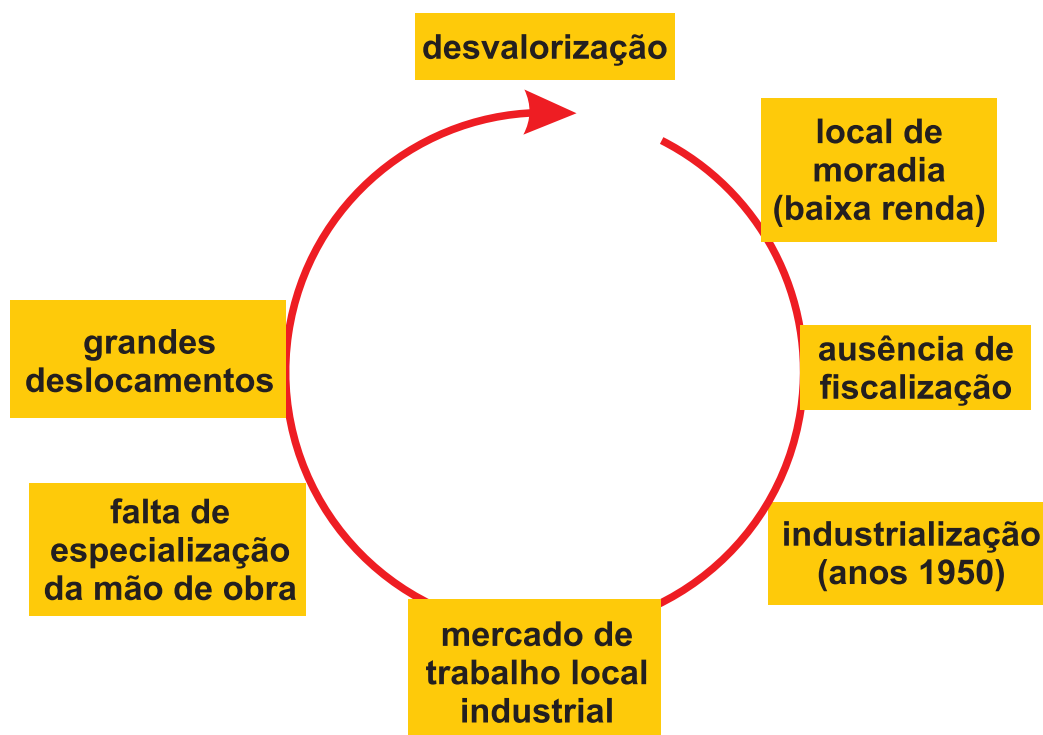 desvalorização
local de
moradia
(baixa renda)
ausência de
fiscalização
industrialização
(anos 1950)
mercado de
trabalho local
industrial
falta de
especialização
da mão de obra
grandes
deslocamentos